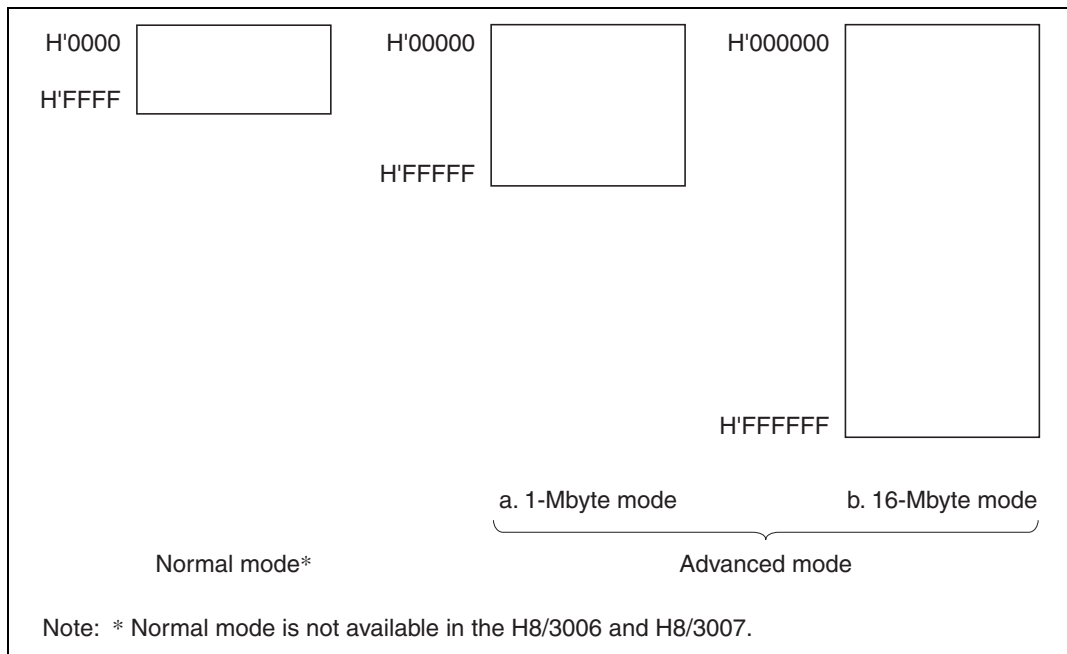 H'0000
H'FFFF
H'00000
H'FFFFF
H'000000
H'FFFFFF
a. 1-Mbyte mode
b. 16-Mbyte mode
Normal mode*
Advanced mode
Note: * Normal mode is not available in the H8/3006 and H8/3007.